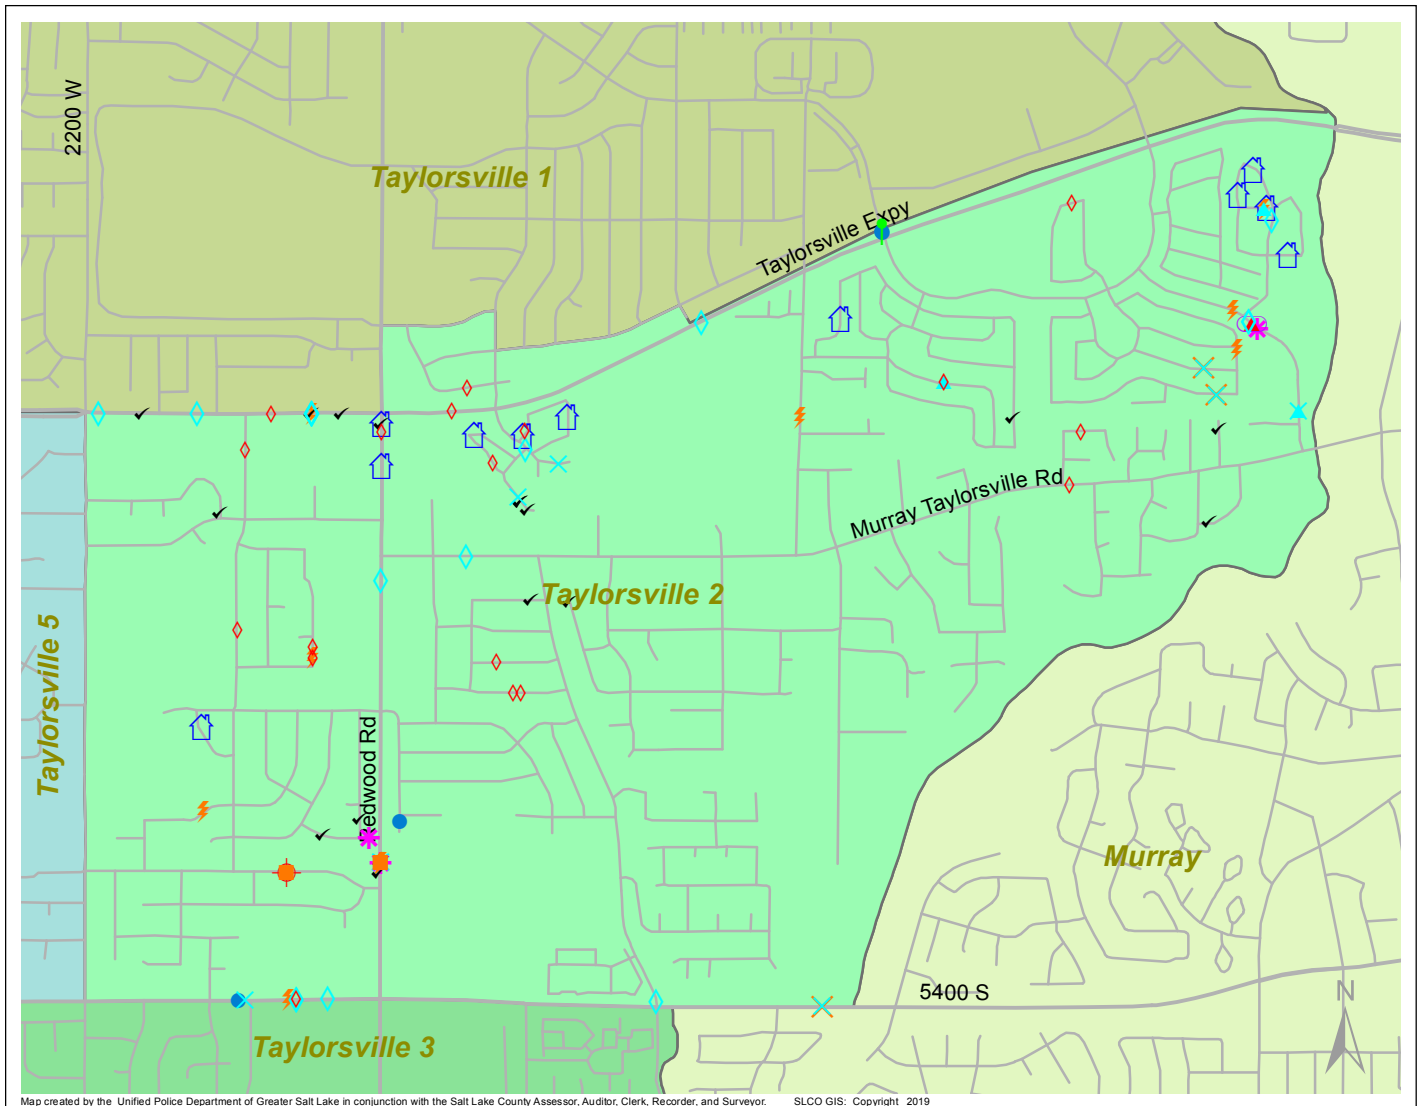 2200 W
Taylorsville 1
Taylorsville Expy
Murray Taylorsville Rd
Taylorsville 2
Taylorsville 5
Redwood Rd
Murray
5400 S
N
Taylorsville 3
Map created by the Unified Police Department of Greater Salt Lake in conjunction with the Salt Lake County Assessor, Auditor, Clerk, Recorder, and Surveyor. SLCO GIS: Copyright 2019